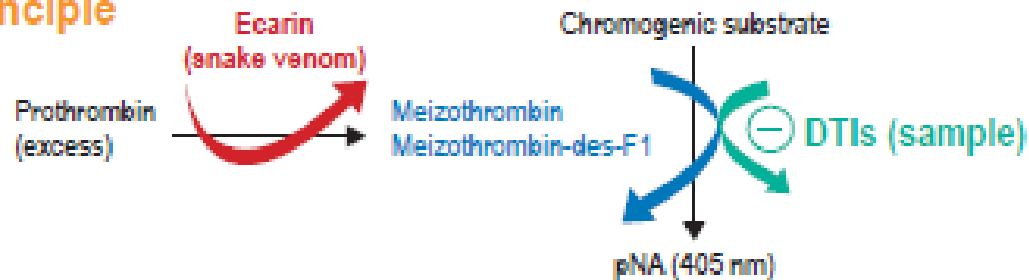 nciple
Ecarin
(snake venom)
Chromogenic substrate
Prothrombin
(excess)
Meizothrombin
Meizothrombin-des-F1
− DTIs (sample)
pNA (405 nm)